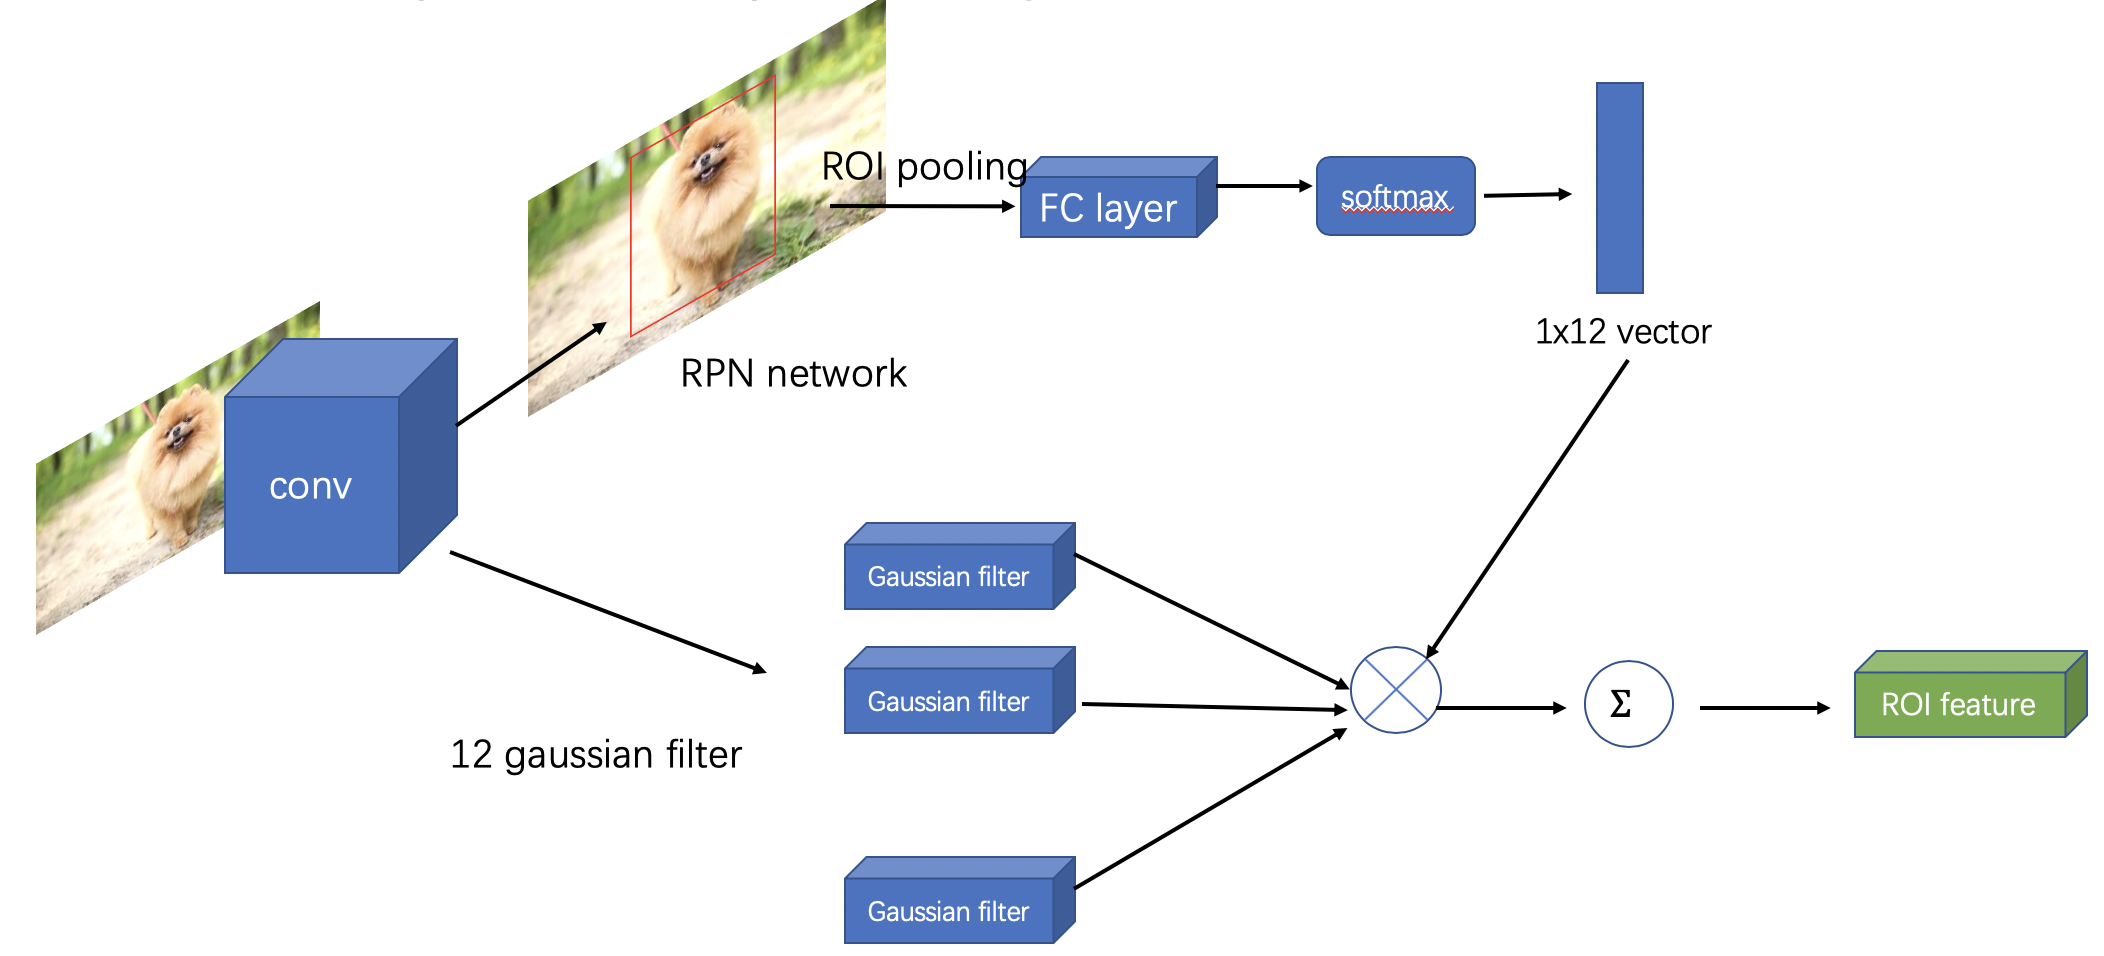 ROI pooling
FC layer
softmax
1x12 vector
RPN network
conv
Gaussian filter
Gaussian filter
12 gaussian filter
Σ
ROI feature
Gaussian filter